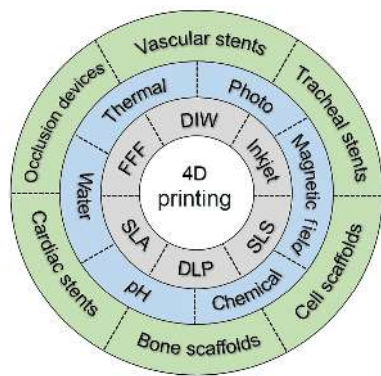 Vascular stents
Tracheal stents
Cell scaffolds
Bone scaffolds
Cardiac stents
Occlusion devices
Thermal
Photo
Magnetic field
Chemical
pH
Water
DIW
Inkjet
SLS
DLP
SLA
FFF
4D
printing